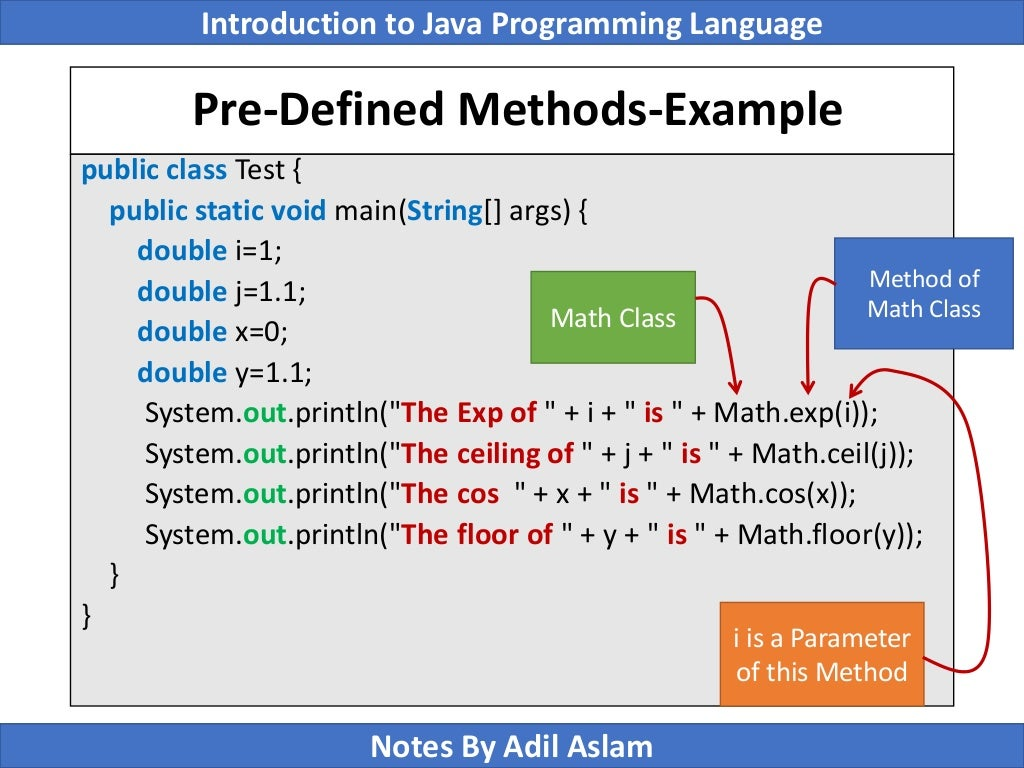 Introduction to Java Programming Language
Pre-Defined Methods-Example
public class Test {
public static void main(String[] args) {
double i=1;
double j=1.1;
double x=0;
double y=1.1;
System.out.println("The Exp of " + i + " is " + Math.exp(i));
System.out.println("The ceiling of " + j + " is " + Math.ceil(j));
System.out.println("The cos  " + x + " is " + Math.cos(x));
System.out.println("The floor of " + y + " is " + Math.floor(y));
}
}
Math Class
Method of
Math Class
i is a Parameter
of this Method
Notes By Adil Aslam